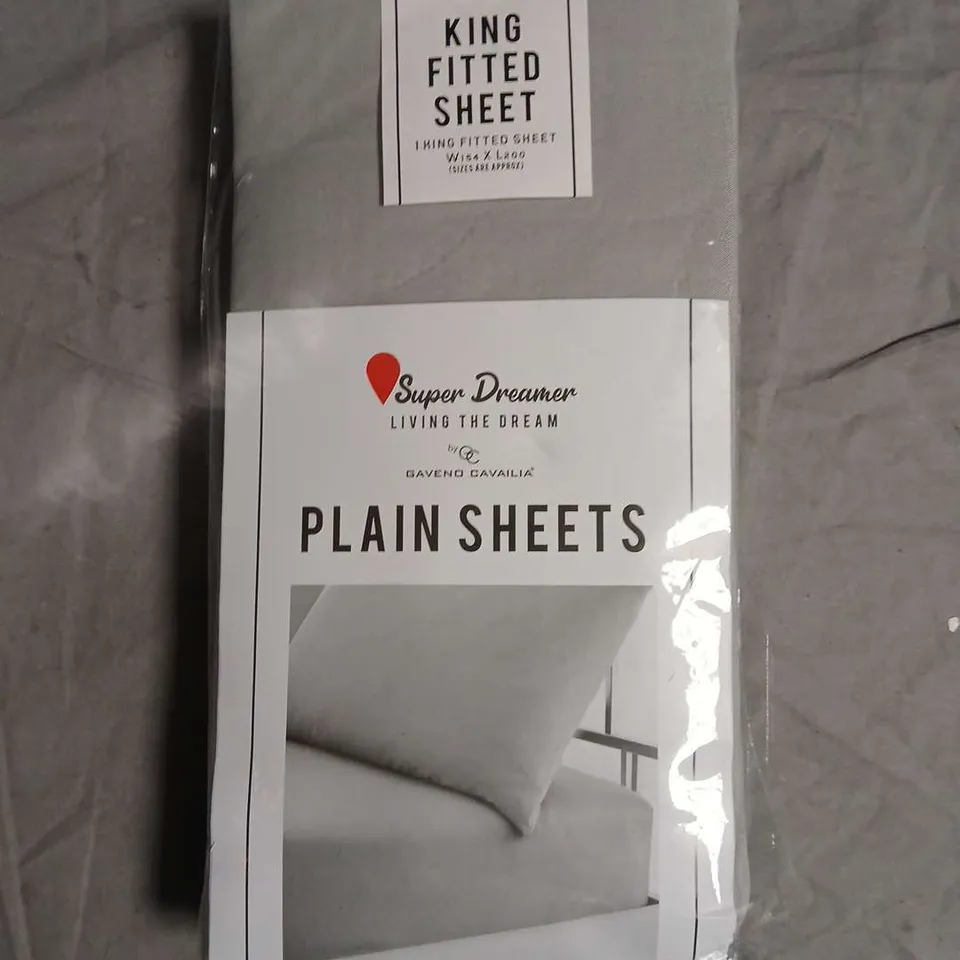 KING
FITTED
SHEET
1 KING FITTED SHEET
W154 X L200
(SIZES ARE APPROX)
Super Dreamer
LIVING THE DREAM
by GC
GAVENO CAVAILIA®
PLAIN SHEETS